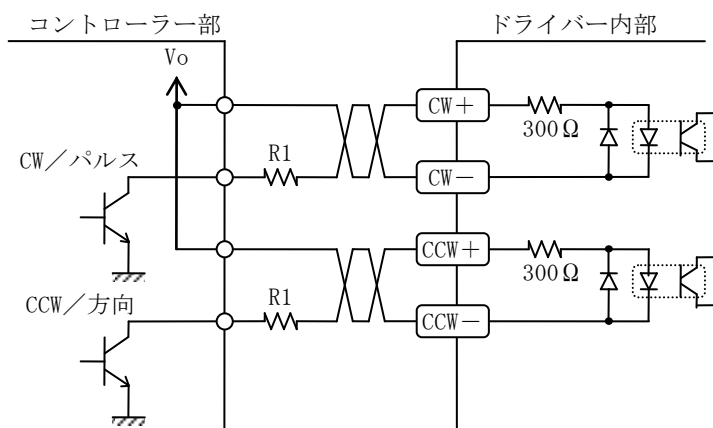 コントローラー部
ドライバー内部
Vo
CW+
300Ω
CW/パルス
R1
CW-
CCW+
300Ω
CCW/方向
R1
CCW-